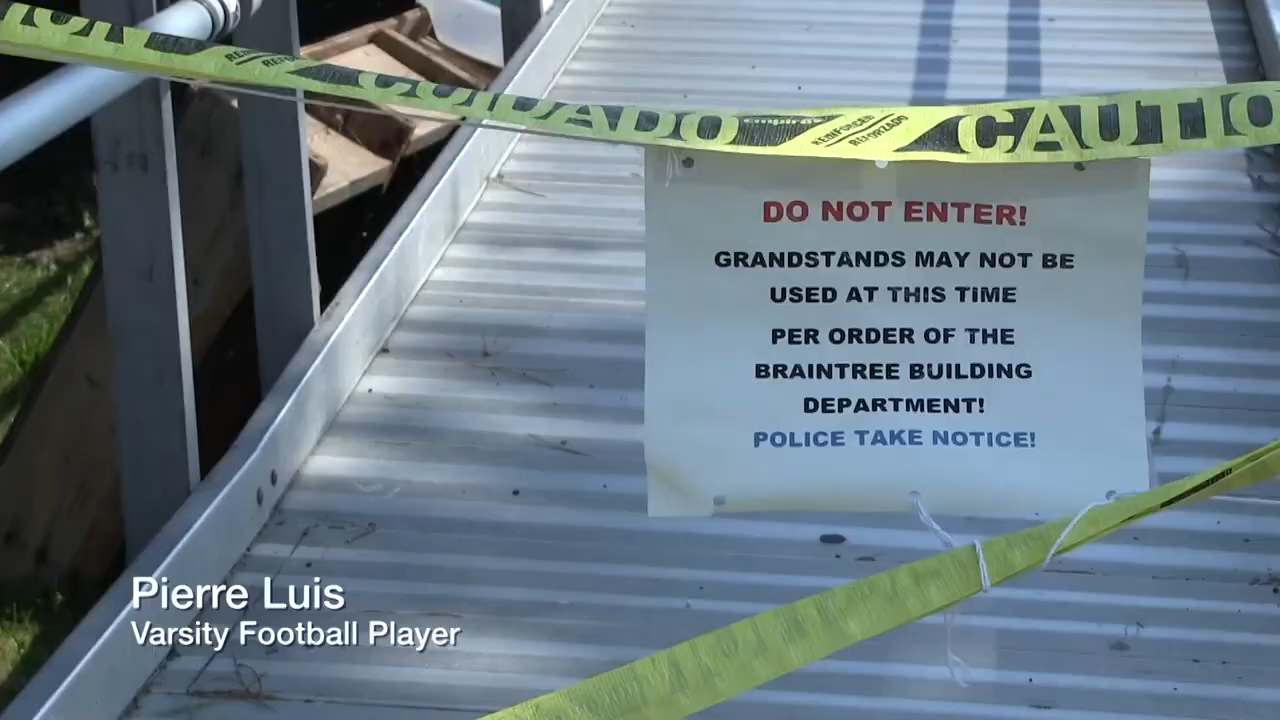 CUIDADO REINFORCED REFORZADO CAUTIO
DO NOT ENTER!
GRANDSTANDS MAY NOT BE
USED AT THIS TIME
PER ORDER OF THE
BRAINTREE BUILDING
DEPARTMENT!
POLICE TAKE NOTICE!
Pierre Luis
Varsity Football Player